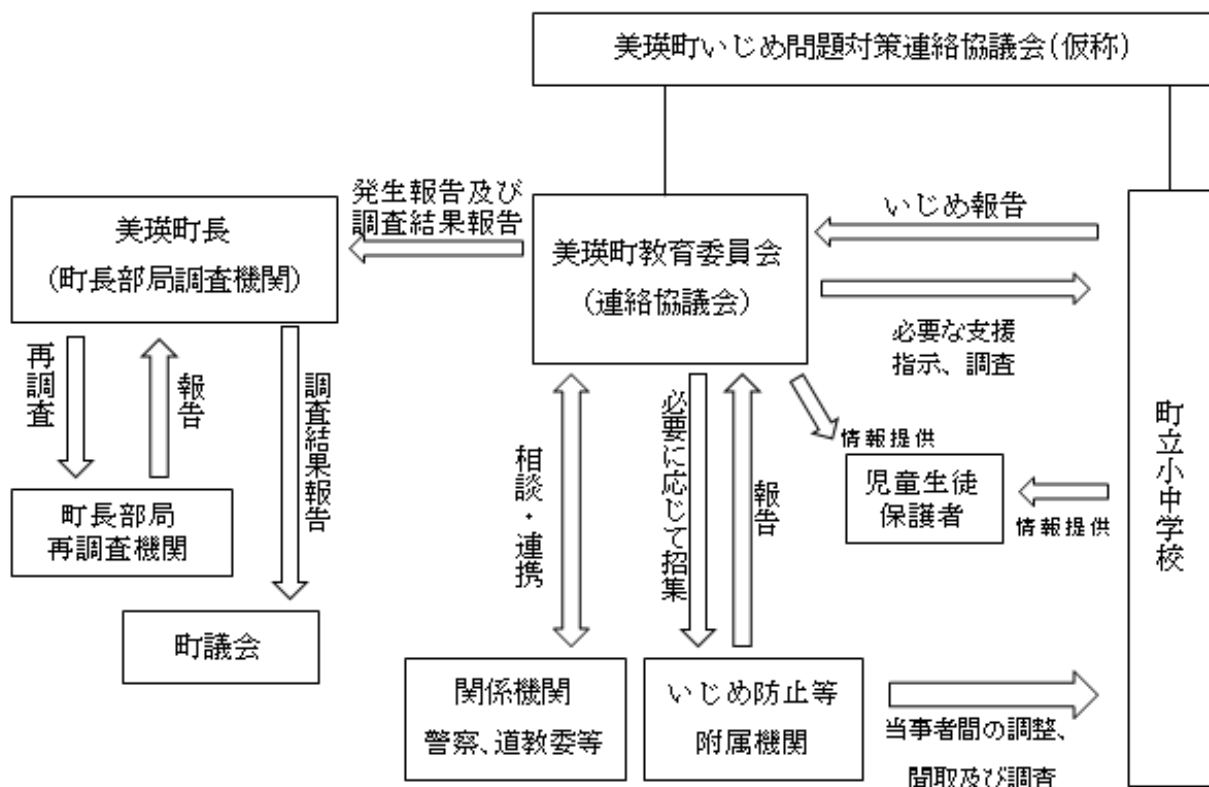 美瑛町いじめ問題対策連絡協議会(仮称)
発生報告及び
調査結果報告
いじめ報告
美瑛町長
(町長部局調査機関)
美瑛町教育委員会
(連絡協議会)
必要な支援
指示、調査
再調査
報告
調査結果報告
相談・連携
必要に応じて招集
報告
情報提供
児童生徒
保護者
情報提供
町立小中学校
町長部局
再調査機関
町議会
関係機関
警察、道教委等
いじめ防止等
附属機関
当事者間の調整、
聞取及び調査